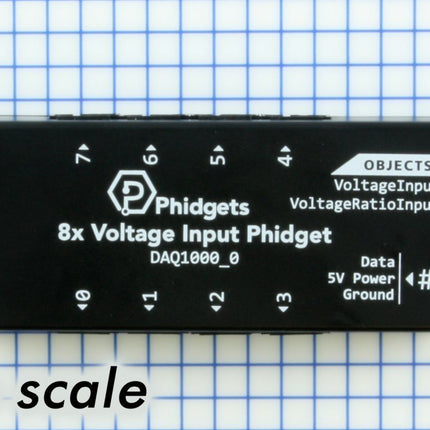 7 6 5 4
OBJECTS
VoltageInpu
VoltageRatioInpu
Phidgets
8x Voltage Input Phidget
DAQ1000_0
Data
5V Power
Ground
#
0 1 2 3
scale